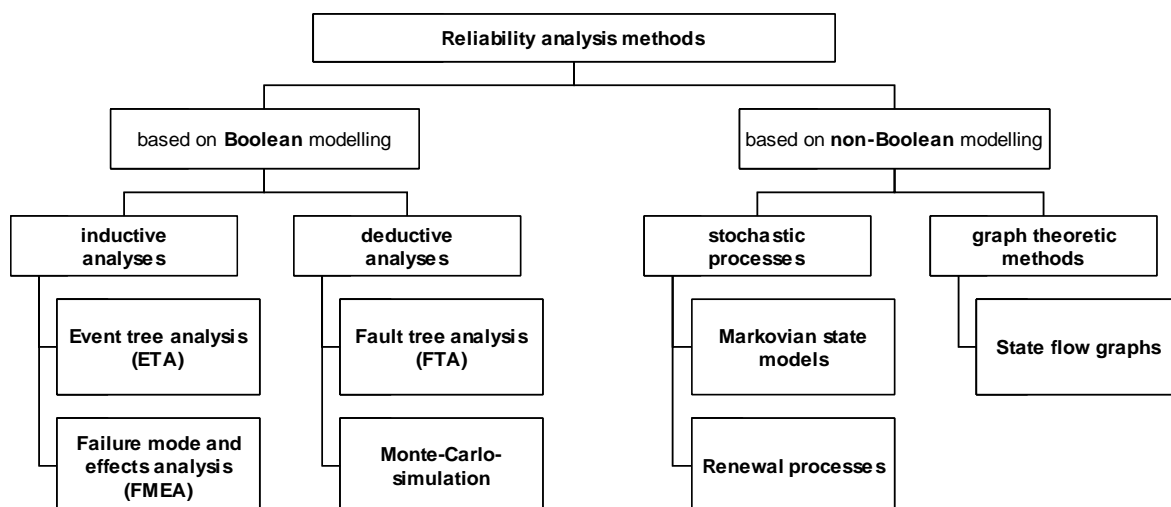 Reliability analysis methods
based on Boolean modelling
based on non-Boolean modelling
inductive
analyses
deductive
analyses
stochastic
processes
graph theoretic
methods
Event tree analysis
(ETA)
Fault tree analysis
(FTA)
Markovian state
models
State flow graphs
Failure mode and
effects analysis
(FMEA)
Monte-Carlo-
simulation
Renewal processes